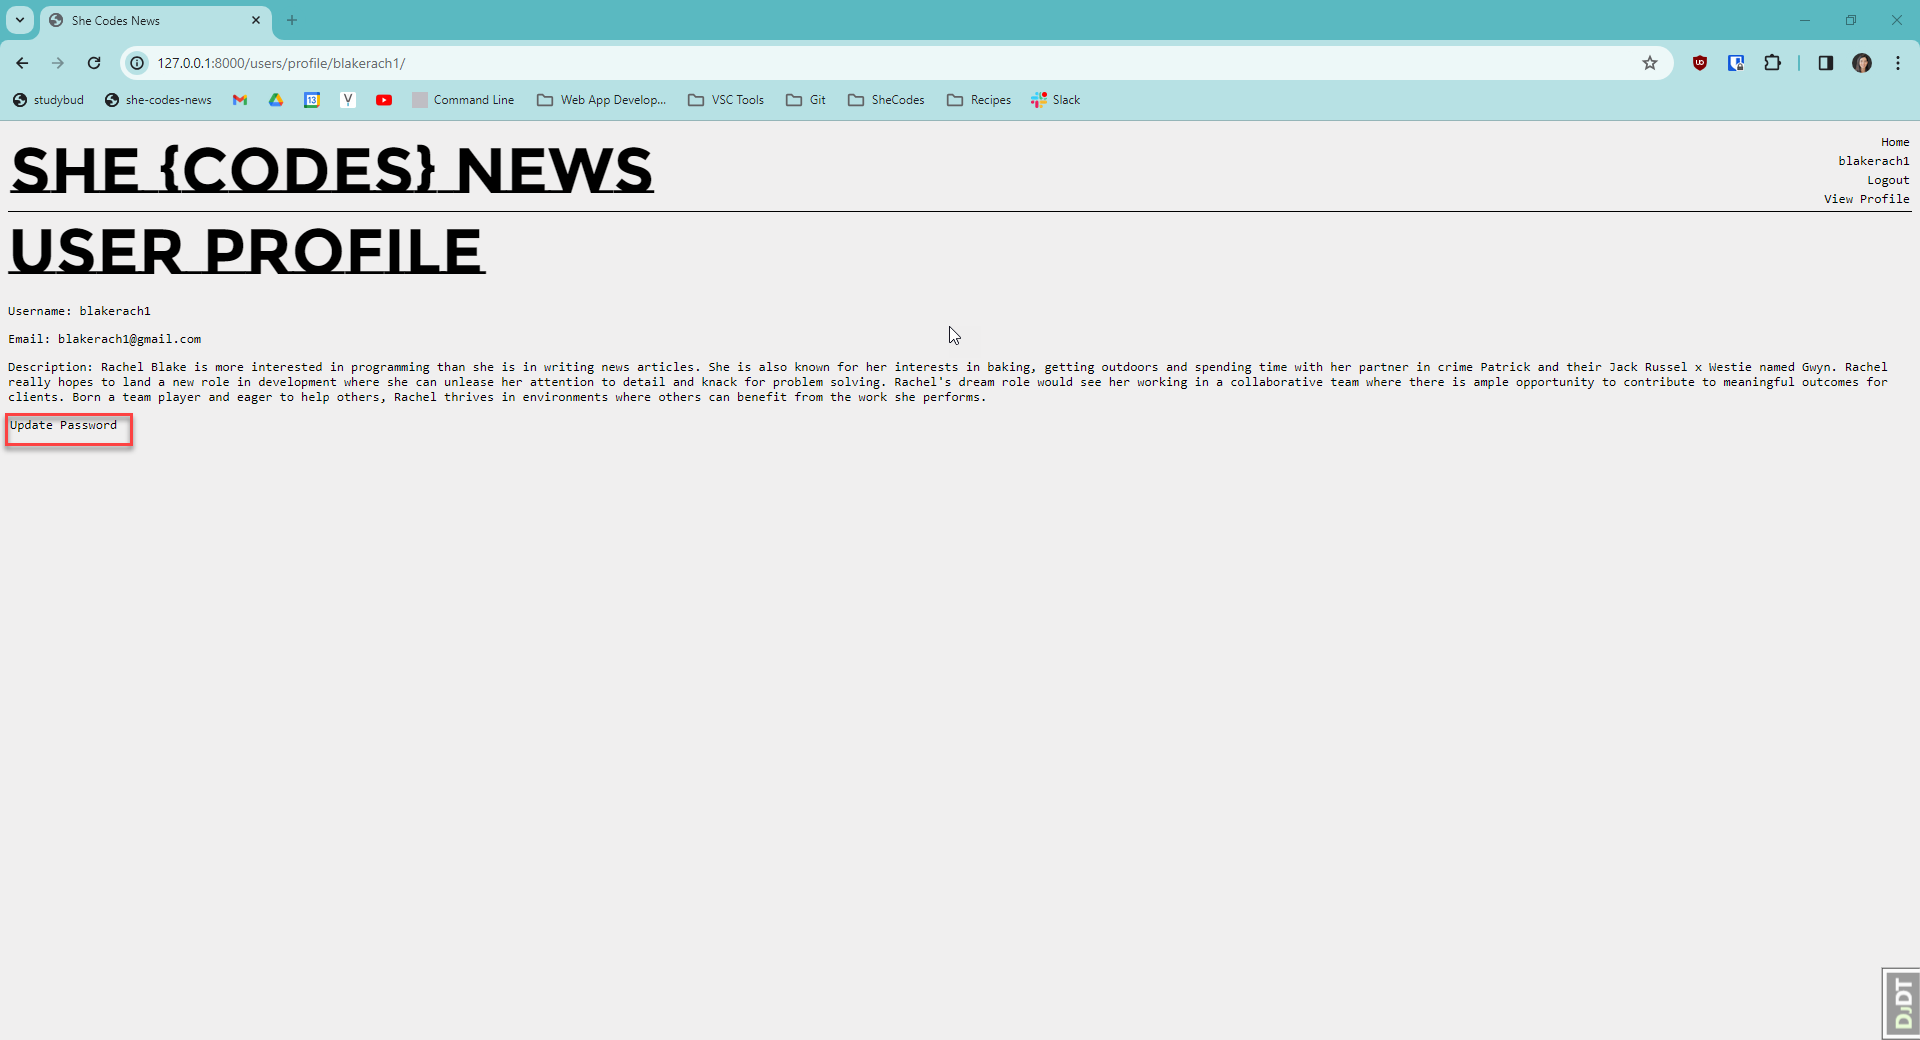 She Codes News
127.0.0.1:8000/users/profile/blakerach1/
studybud she-codes-news 13 Y Command Line Web App Develop... VSC Tools Git SheCodes Recipes Slack
SHE {CODES} NEWS
Home
blakerach1
Logout
View Profile
USER PROFILE
Username: blakerach1
Email: blakerach1@gmail.com
Description: Rachel Blake is more interested in programming than she is in writing news articles. She is also known for her interests in baking, getting outdoors and spending time with her partner in crime Patrick and their Jack Russel x Westie named Gwyn. Rachel
really hopes to land a new role in development where she can unlease her attention to detail and knack for problem solving. Rachel's dream role would see her working in a collaborative team where there is ample opportunity to contribute to meaningful outcomes for
clients. Born a team player and eager to help others, Rachel thrives in environments where others can benefit from the work she performs.
Update Password
DjDT